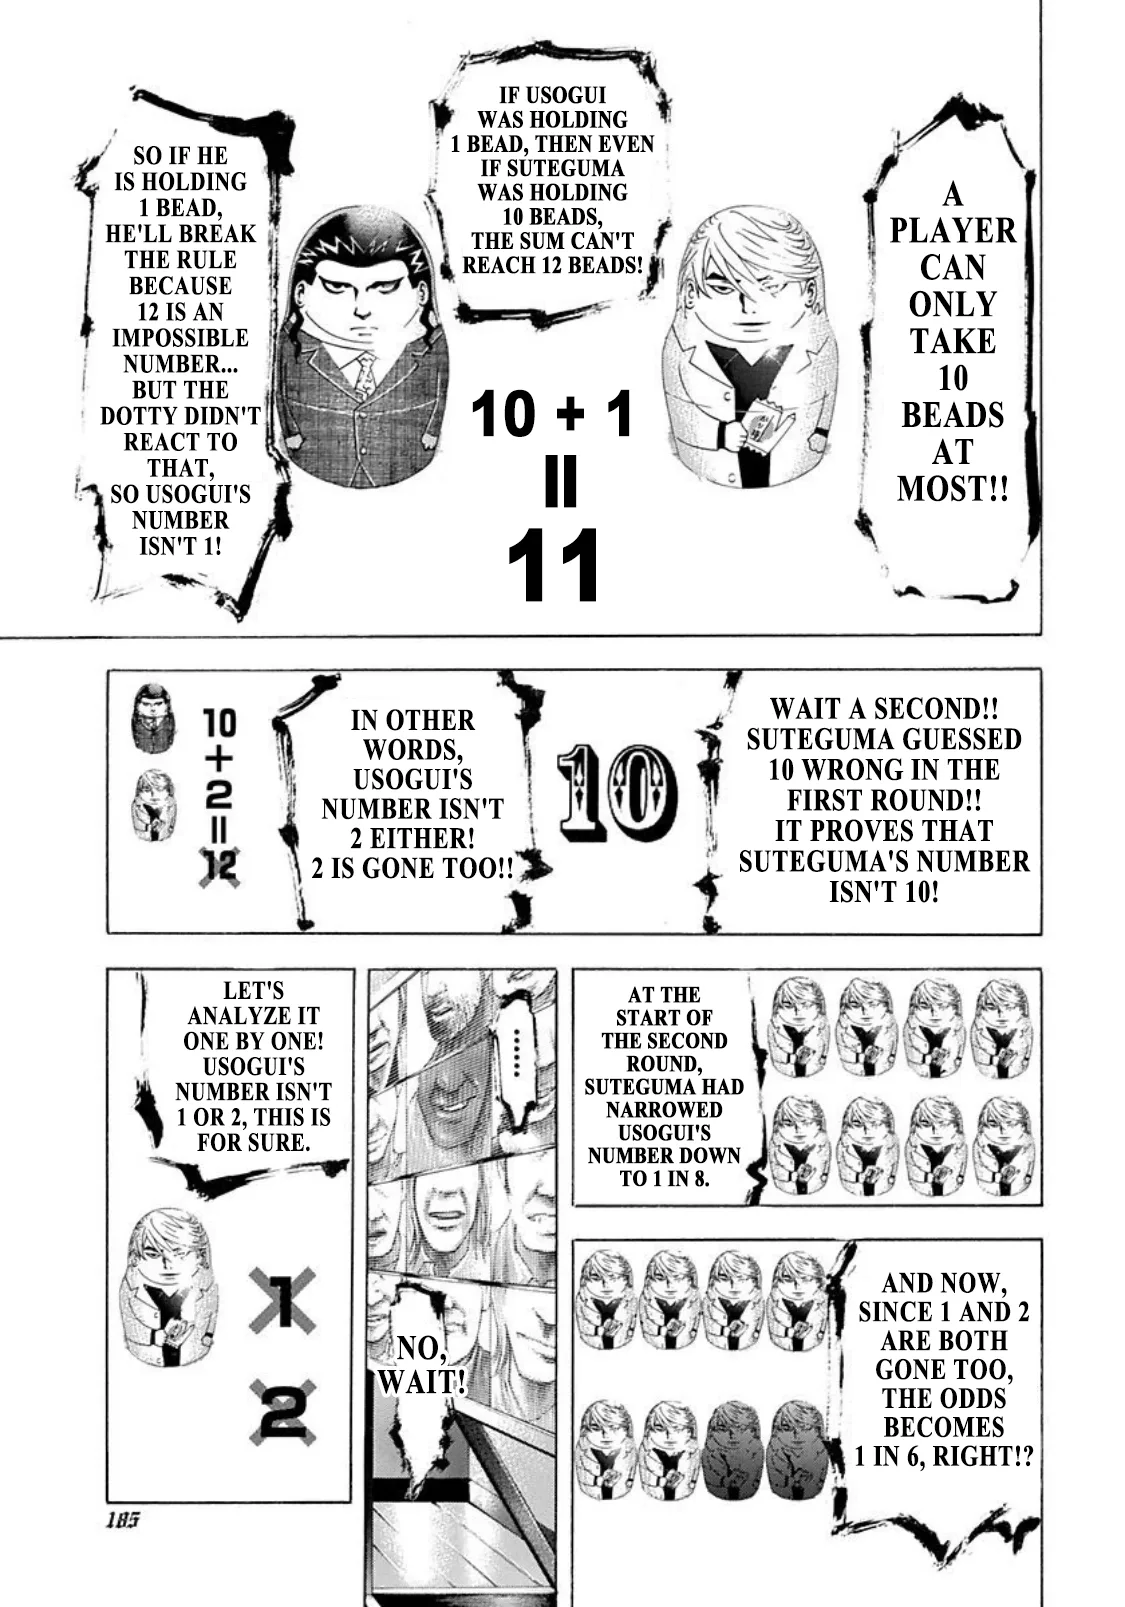 A
PLAYER
CAN
ONLY
TAKE
10
BEADS
AT
MOST!!
IF USOGUI
WAS HOLDING
1 BEAD, THEN EVEN
IF SUTEGUMA
WAS HOLDING
10 BEADS,
THE SUM CAN'T
REACH 12 BEADS!
10 + 1
=
11
SO IF HE
IS HOLDING
1 BEAD,
HE'LL BREAK
THE RULE
BECAUSE
12 IS AN
IMPOSSIBLE
NUMBER...
BUT THE
DOTTY DIDN'T
REACT TO
THAT,
SO USOGUI'S
NUMBER
ISN'T 1!
WAIT A SECOND!!
SUTEGUMA GUESSED
10 WRONG IN THE
FIRST ROUND!!
IT PROVES THAT
SUTEGUMA'S NUMBER
ISN'T 10!
10
IN OTHER
WORDS,
USOGUI'S
NUMBER ISN'T
2 EITHER!
2 IS GONE TOO!!
10
+
2
=
12
AT THE
START OF
THE SECOND
ROUND,
SUTEGUMA HAD
NARROWED
USOGUI'S
NUMBER DOWN
TO 1 IN 8.
AND NOW,
SINCE 1 AND 2
ARE BOTH
GONE TOO,
THE ODDS
BECOMES
1 IN 6, RIGHT!?
......
NO,
WAIT!
LET'S
ANALYZE IT
ONE BY ONE!
USOGUI'S
NUMBER ISN'T
1 OR 2, THIS IS
FOR SURE.
1
2
185